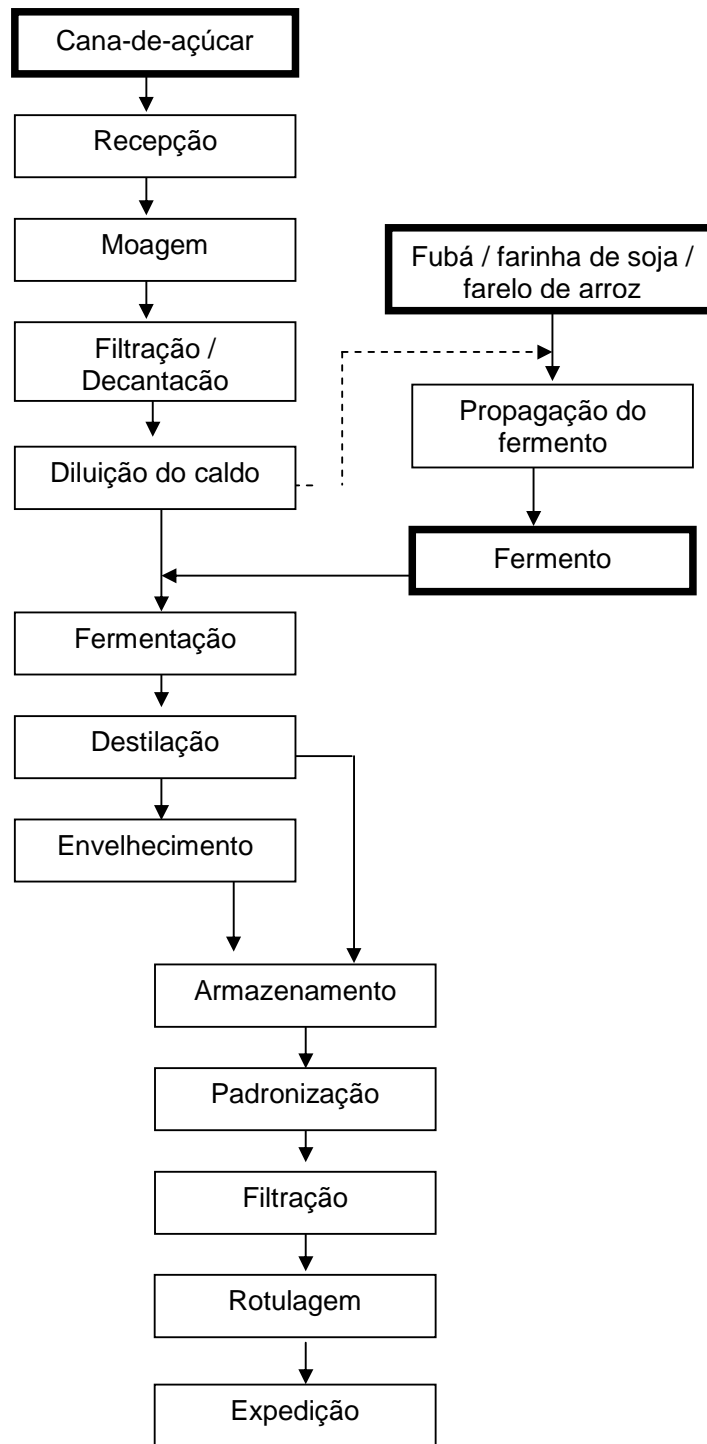 Cana-de-açúcar
Recepção
Moagem
Fubá / farinha de soja /
farelo de arroz
Filtração /
Decantacão
Propagação do
fermento
Diluição do caldo
Fermento
Fermentação
Destilação
Envelhecimento
Armazenamento
Padronização
Filtração
Rotulagem
Expedição